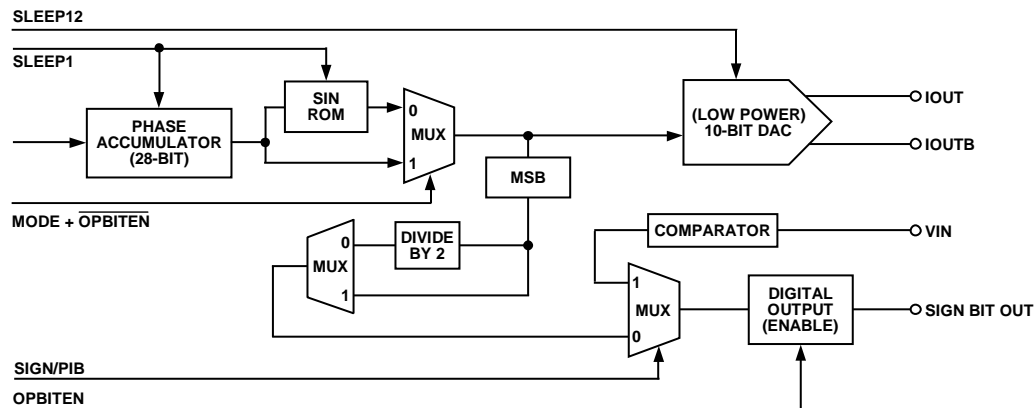 SLEEP12
SLEEP1
SIN
ROM
0
MUX
1
PHASE
ACCUMULATOR
(28-BIT)
(LOW POWER)
10-BIT DAC
IOUT
IOUTB
MSB
MODE + OPBITEN
0
MUX
1
DIVIDE
BY 2
COMPARATOR
VIN
1
MUX
0
DIGITAL
OUTPUT
(ENABLE)
SIGN BIT OUT
SIGN/PIB
OPBITEN